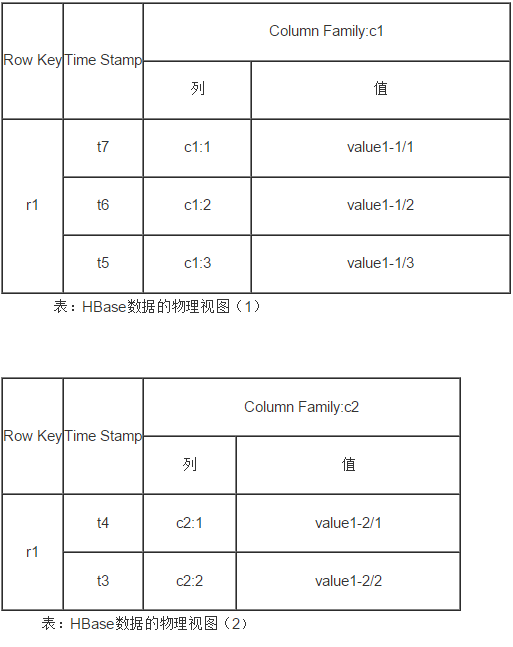 Column Family:c1
Row Key Time Stamp
列 值
t7 c1:1 value1-1/1
r1 t6 c1:2 value1-1/2
t5 c1:3 value1-1/3
表：HBase数据的物理视图（1）
Column Family:c2
Row Key Time Stamp
列 值
t4 c2:1 value1-2/1
r1
t3 c2:2 value1-2/2
表：HBase数据的物理视图（2）